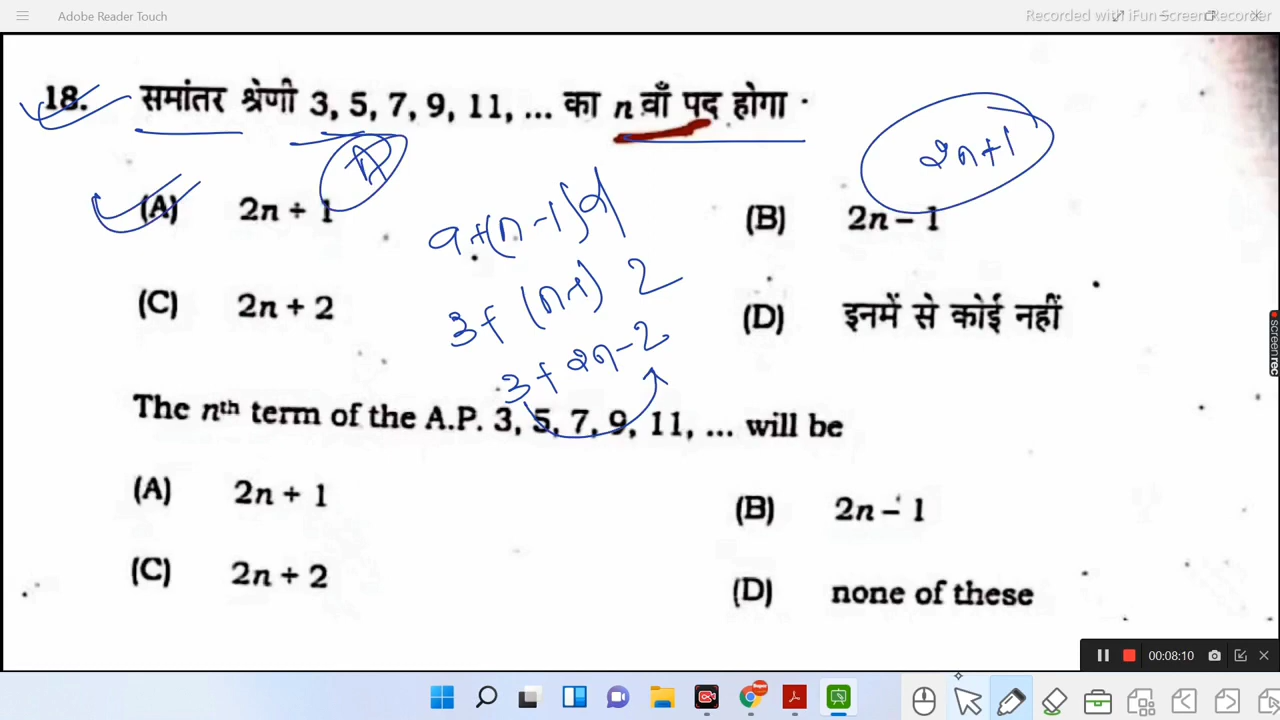 Adobe Reader Touch
Recorded with iFun Screen Recorder
18. समांतर श्रेणी 3, 5, 7, 9, 11, ... का n वाँ पद होगा
A
2n+1
(A) 2n + 1
(B) 2n – 1
a+(n-1)d
(C) 2n + 2
(D) इनमें से कोई नहीं
3+(n-1) 2
3+2n-2
The nth term of the A.P. 3, 5, 7, 9, 11, ... will be
(A) 2n + 1
(B) 2n – 1
(C) 2n + 2
(D) none of these
screenrec
00:08:10